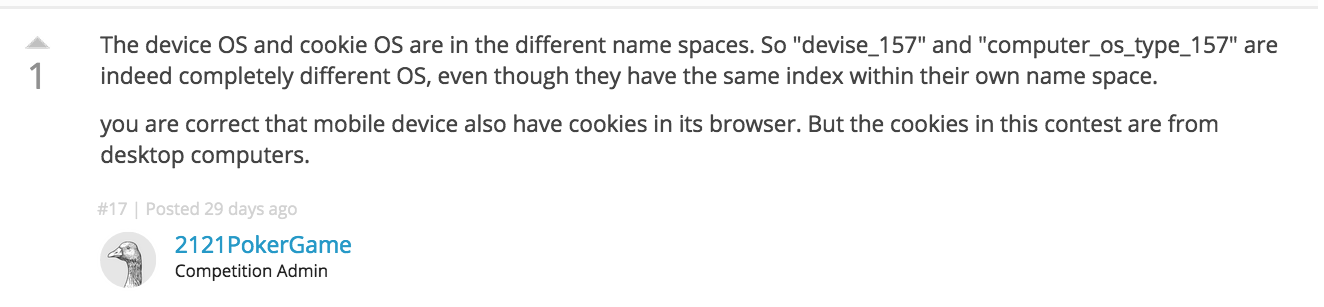 The device OS and cookie OS are in the different name spaces. So "devise_157" and "computer_os_type_157" are
1
indeed completely different OS, even though they have the same index within their own name space.
you are correct that mobile device also have cookies in its browser. But the cookies in this contest are from
desktop computers.
#17 | Posted 29 days ago
2121PokerGame
Competition Admin